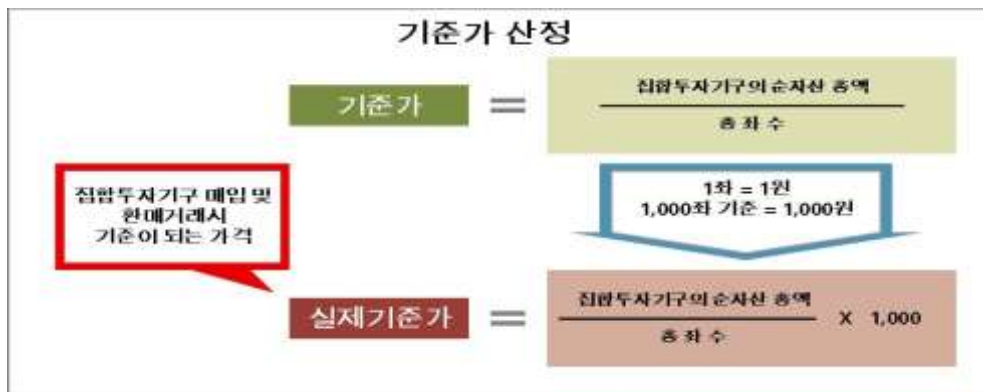 기준가 산정
기준가 =
집합투자기구의 순자산 총액
총 좌 수
집합투자기구 매입 및
환매거래시
기준이 되는 가격
1좌 = 1원
1,000좌 기준 = 1,000원
실제기준가 =
집합투자기구의 순자산 총액
총 좌 수
X 1,000